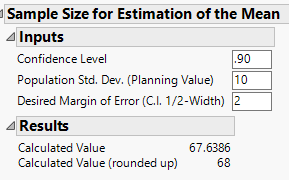 Sample Size for Estimation of the Mean
Inputs
Confidence Level .90
Population Std. Dev. (Planning Value) 10
Desired Margin of Error (C.I. 1/2-Width) 2
Results
Calculated Value 67.6386
Calculated Value (rounded up) 68